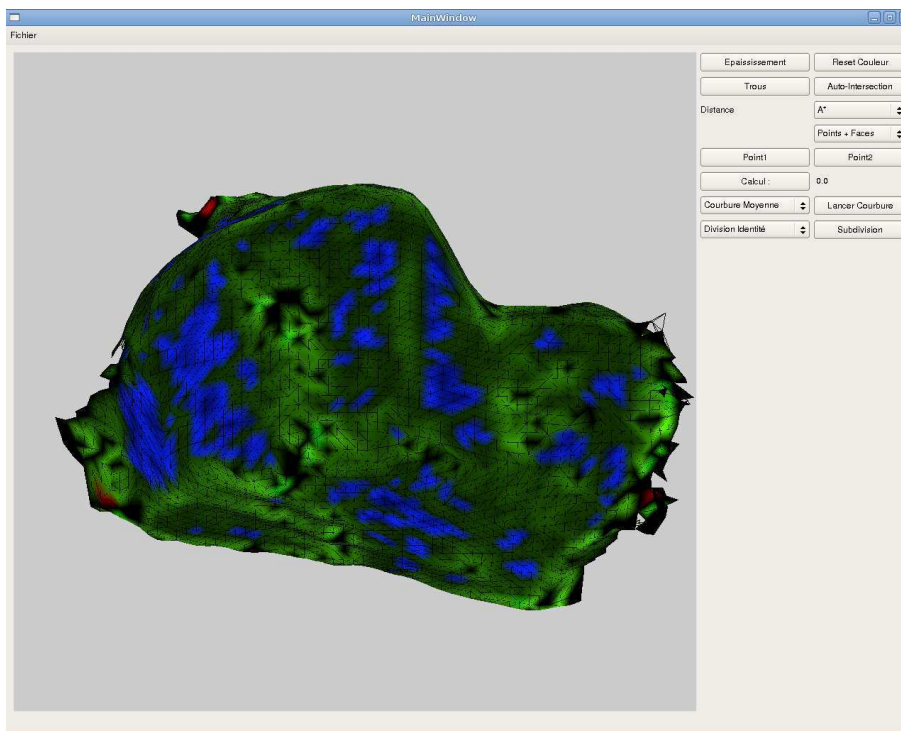 MainWindow
Fichier
Epaississement Reset Couleur
Trous Auto-Intersection
Distance A*
Points + Faces
Point1 Point2
Calcul : 0.0
Courbure Moyenne Lancer Courbure
Division Identité Subdivision